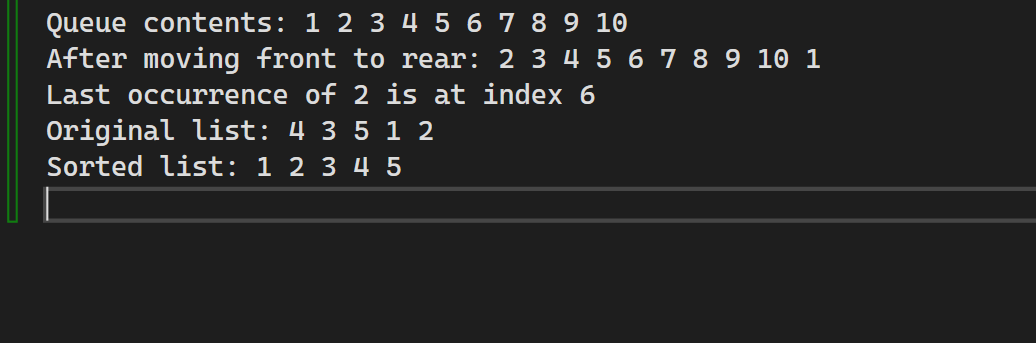 Queue contents: 1 2 3 4 5 6 7 8 9 10
After moving front to rear: 2 3 4 5 6 7 8 9 10 1
Last occurrence of 2 is at index 6
Original list: 4 3 5 1 2
Sorted list: 1 2 3 4 5